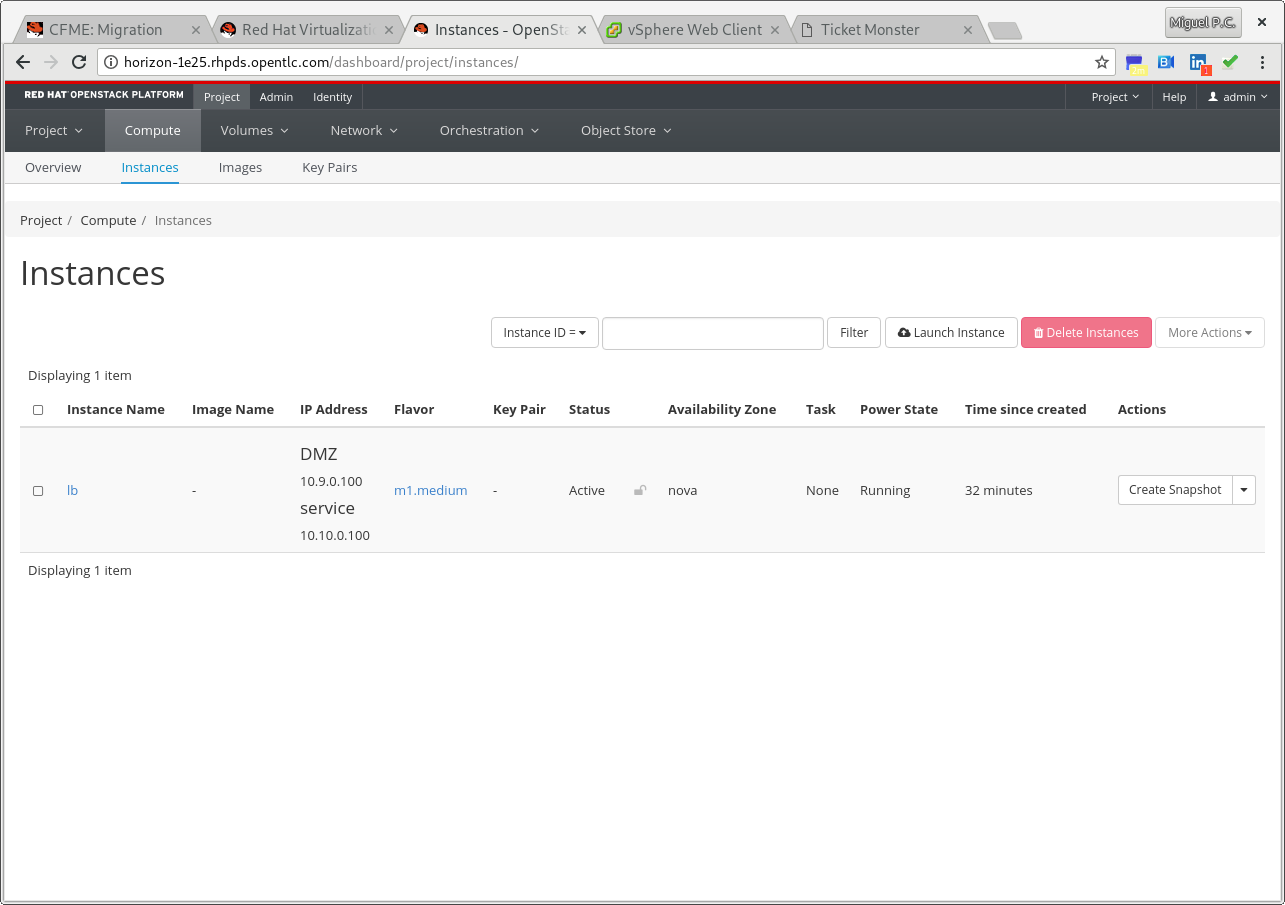 CFME: Migration
Red Hat Virtualizati
Instances - OpenSta
vSphere Web Client
Ticket Monster
Miguel P.C.
horizon-1e25.rhpds.opentlc.com/dashboard/project/instances/
RED HAT OPENSTACK PLATFORM Project Admin Identity Project Help admin
Project Compute Volumes Network Orchestration Object Store
Overview Instances Images Key Pairs
Project / Compute / Instances
Instances
Instance ID = Filter Launch Instance Delete Instances More Actions
Displaying 1 item
Instance Name Image Name IP Address Flavor Key Pair Status Availability Zone Task Power State Time since created Actions
DMZ
10.9.0.100
lb - m1.medium - Active nova None Running 32 minutes Create Snapshot
service
10.10.0.100
Displaying 1 item